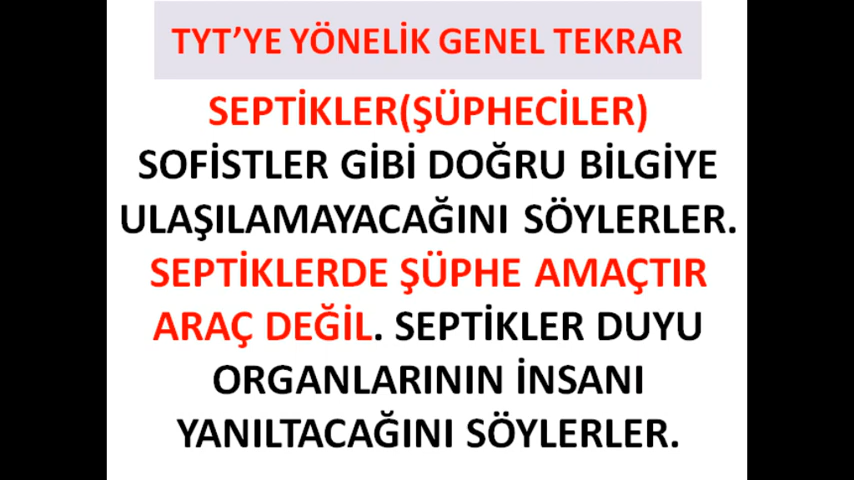 TYT'YE YÖNELİK GENEL TEKRAR
SEPTİKLER(ŞÜPHECİLER)
SOFİSTLER GİBİ DOĞRU BİLGİYE
ULAŞILAMAYACAĞINI SÖYLERLER.
SEPTİKLERDE ŞÜPHE AMAÇTIR
ARAÇ DEĞİL. SEPTİKLER DUYU
ORGANLARININ İNSANI
YANILTACAĞINI SÖYLERLER.